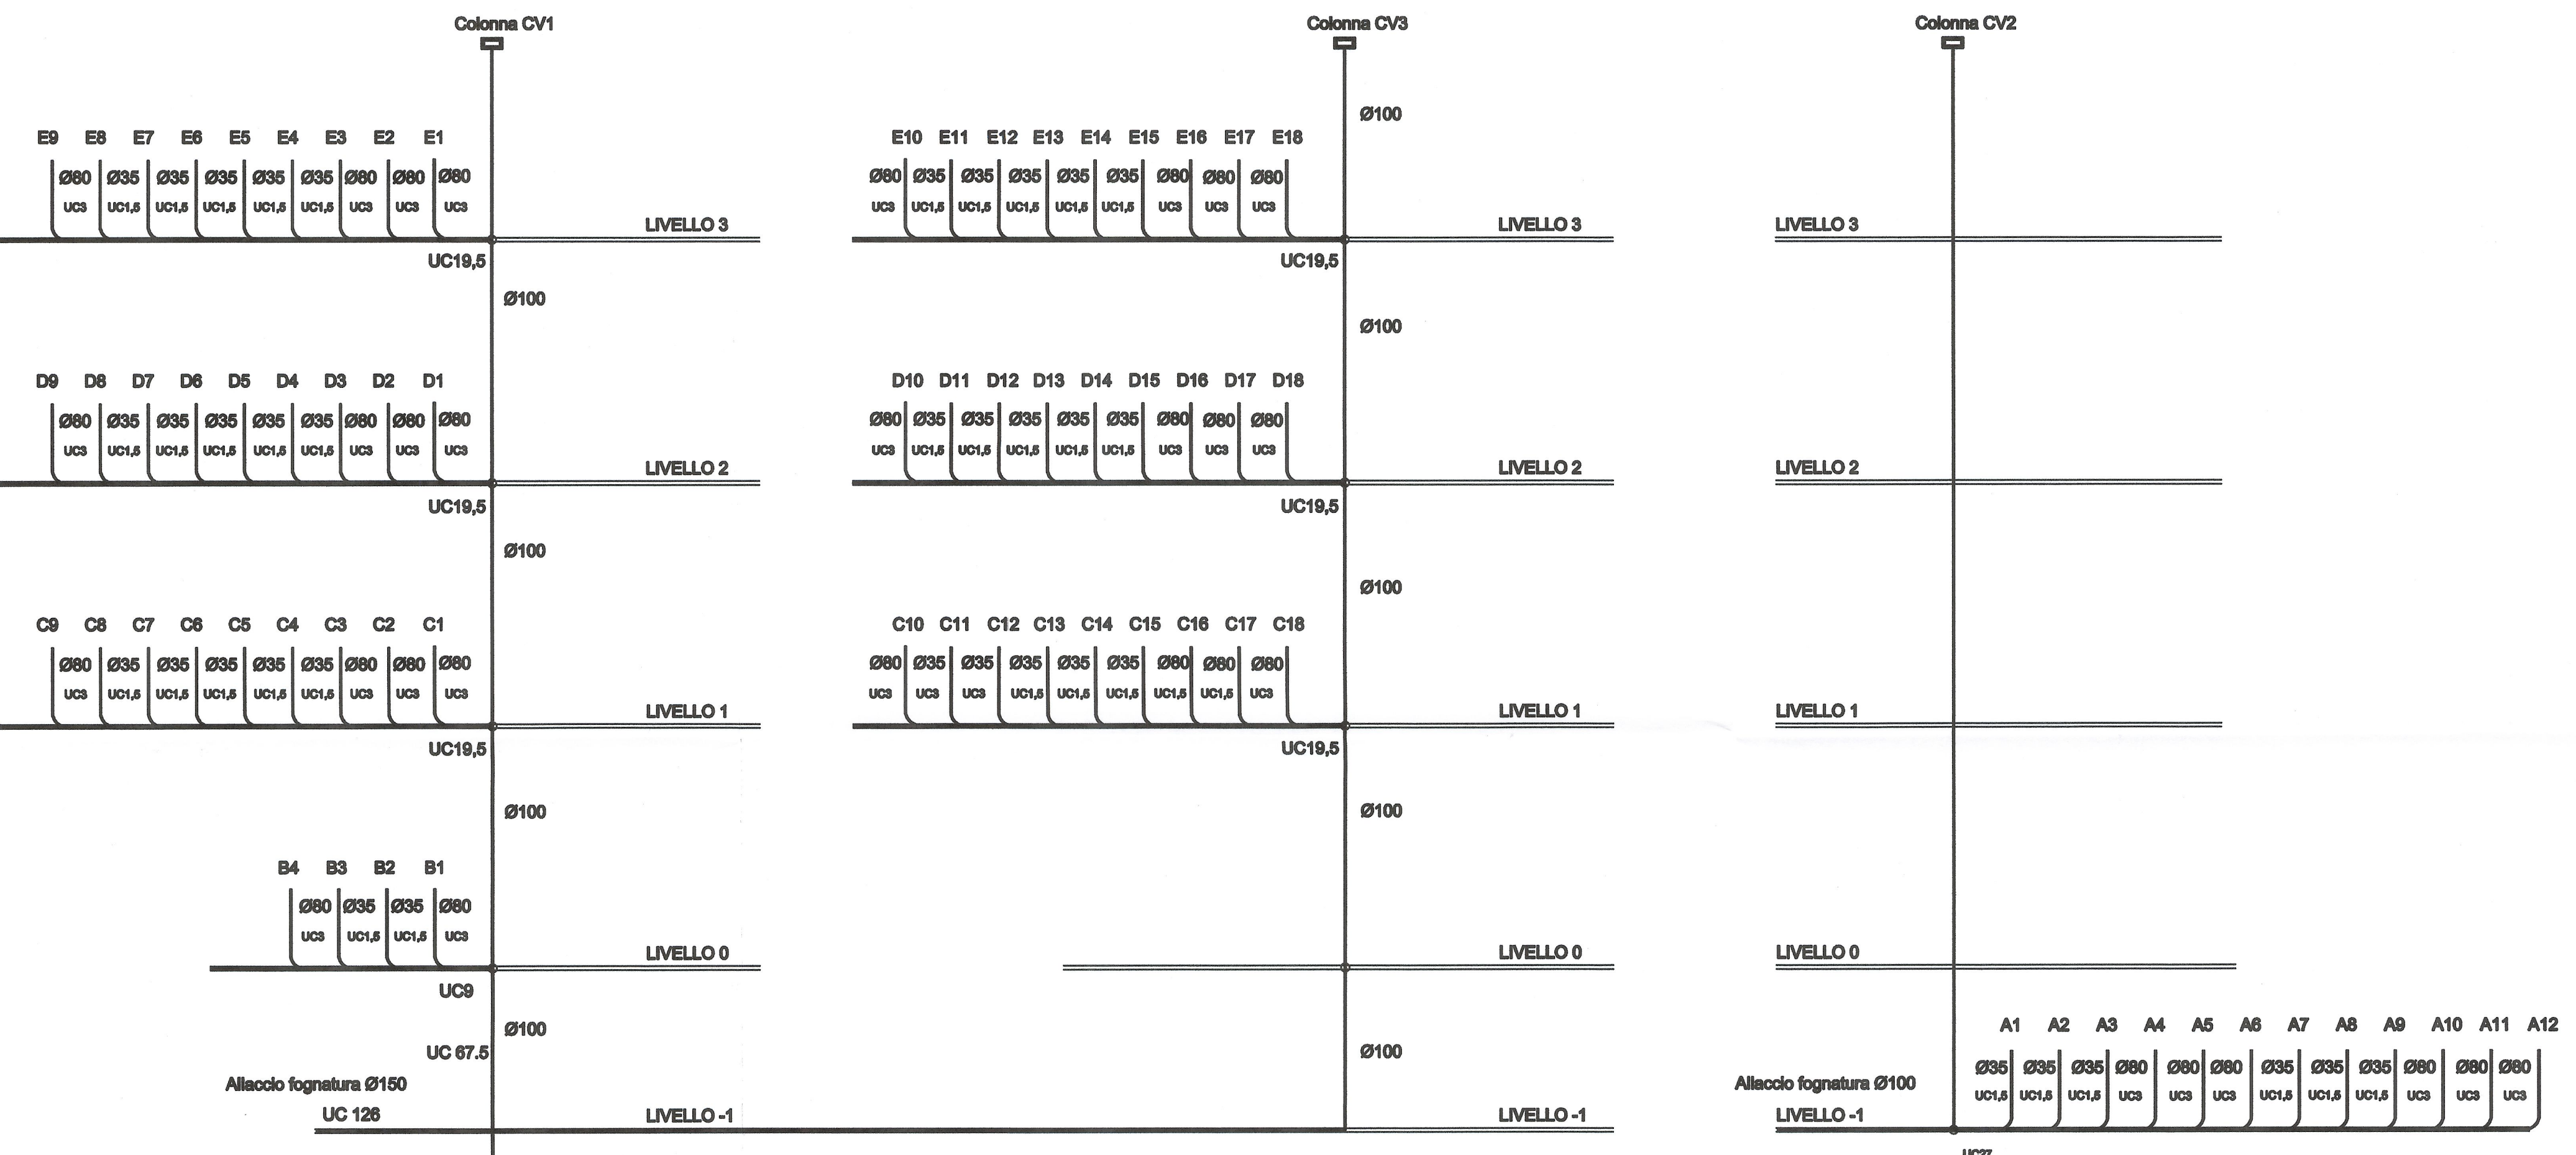 Colonna CV1
Colonna CV3
Colonna CV2
Ø100
E9 E8 E7 E6 E5 E4 E3 E2 E1
Ø80 Ø35 Ø35 Ø35 Ø35 Ø35 Ø80 Ø80 Ø80
UC3 UC1,5 UC1,5 UC1,5 UC1,5 UC1,5 UC3 UC3 UC3
LIVELLO 3
UC19,5
Ø100
E10 E11 E12 E13 E14 E15 E16 E17 E18
Ø80 Ø35 Ø35 Ø35 Ø35 Ø35 Ø80 Ø80 Ø80
UC3 UC1,5 UC1,5 UC1,5 UC1,5 UC1,5 UC3 UC3 UC3
LIVELLO 3
UC19,5
Ø100
LIVELLO 3
D9 D8 D7 D6 D5 D4 D3 D2 D1
Ø80 Ø35 Ø35 Ø35 Ø35 Ø35 Ø80 Ø80 Ø80
UC3 UC1,5 UC1,5 UC1,5 UC1,5 UC1,5 UC3 UC3 UC3
LIVELLO 2
UC19,5
Ø100
D10 D11 D12 D13 D14 D15 D16 D17 D18
Ø80 Ø35 Ø35 Ø35 Ø35 Ø35 Ø80 Ø80 Ø80
UC3 UC1,5 UC1,5 UC1,5 UC1,5 UC1,5 UC3 UC3 UC3
LIVELLO 2
UC19,5
Ø100
LIVELLO 2
C9 C8 C7 C6 C5 C4 C3 C2 C1
Ø80 Ø35 Ø35 Ø35 Ø35 Ø35 Ø80 Ø80 Ø80
UC3 UC1,5 UC1,5 UC1,5 UC1,5 UC1,5 UC3 UC3 UC3
LIVELLO 1
UC19,5
Ø100
C10 C11 C12 C13 C14 C15 C16 C17 C18
Ø80 Ø35 Ø35 Ø35 Ø35 Ø35 Ø80 Ø80 Ø80
UC3 UC3 UC3 UC1,5 UC1,5 UC1,5 UC1,5 UC1,5 UC3
LIVELLO 1
UC19,5
Ø100
LIVELLO 1
B4 B3 B2 B1
Ø80 Ø35 Ø35 Ø80
UC3 UC1,5 UC1,5 UC3
LIVELLO 0
UC9
Ø100
UC 67.5
Allaccio fognatura Ø150
UC 126
LIVELLO -1
LIVELLO 0
Ø100
LIVELLO -1
LIVELLO 0
A1 A2 A3 A4 A5 A6 A7 A8 A9 A10 A11 A12
Ø35 Ø35 Ø35 Ø80 Ø80 Ø80 Ø35 Ø35 Ø35 Ø80 Ø80 Ø80
UC1,5 UC1,5 UC1,5 UC3 UC3 UC3 UC1,5 UC1,5 UC1,5 UC3 UC3 UC3
Allaccio fognatura Ø100
LIVELLO -1
UC27